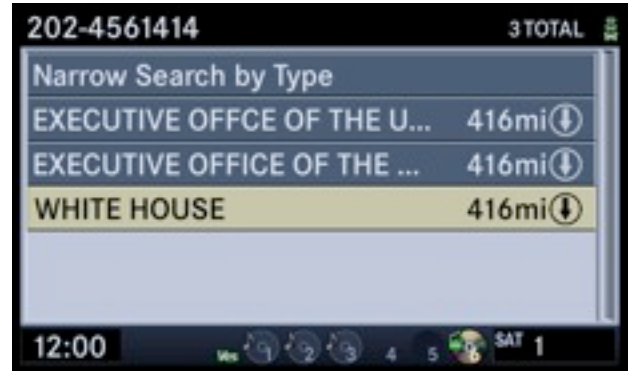 202-4561414 3 TOTAL
Narrow Search by Type
EXECUTIVE OFFCE OF THE U... 416mi
EXECUTIVE OFFICE OF THE ... 416mi
WHITE HOUSE 416mi
12:00 1 2 3 4 5 6 SAT 1